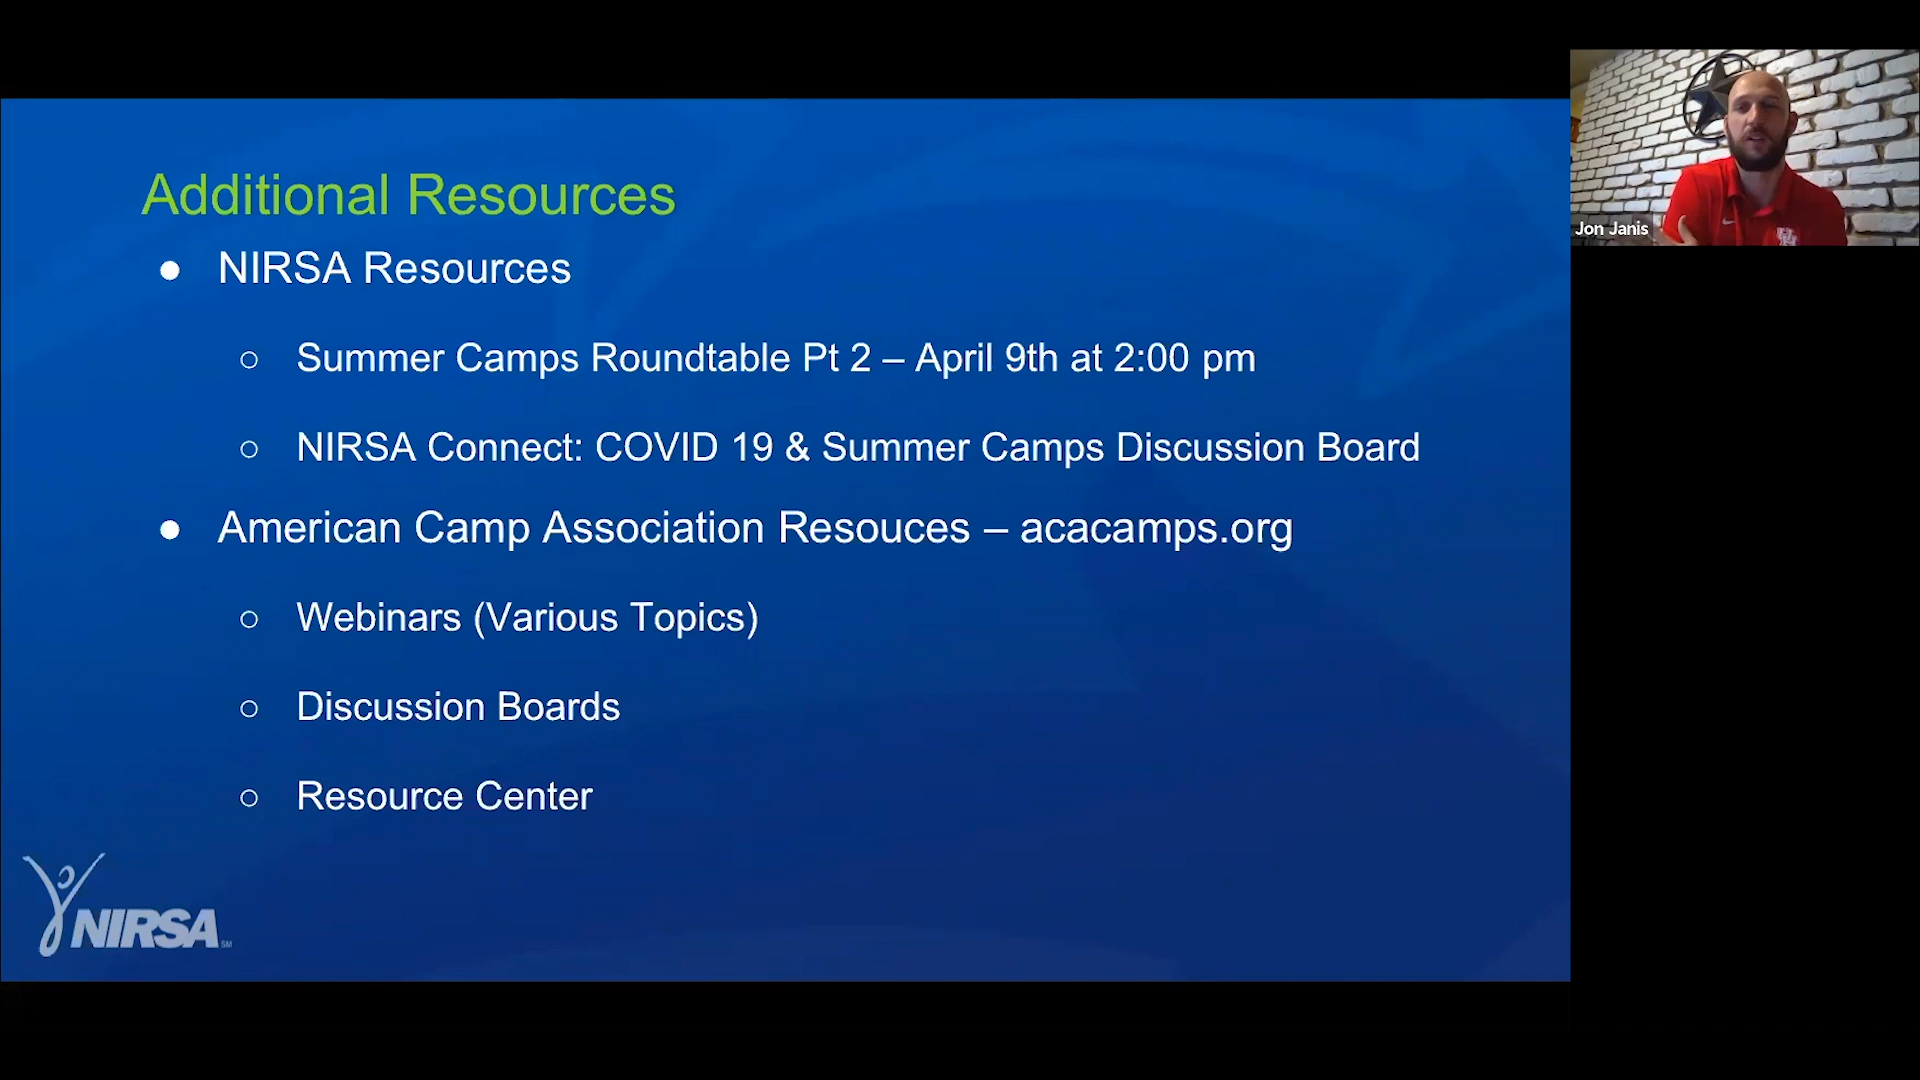 Additional Resources
● NIRSA Resources
○ Summer Camps Roundtable Pt 2 – April 9th at 2:00 pm
○ NIRSA Connect: COVID 19 & Summer Camps Discussion Board
● American Camp Association Resouces – acacamps.org
○ Webinars (Various Topics)
○ Discussion Boards
○ Resource Center
NIRSA SM
Jon Janis
UH